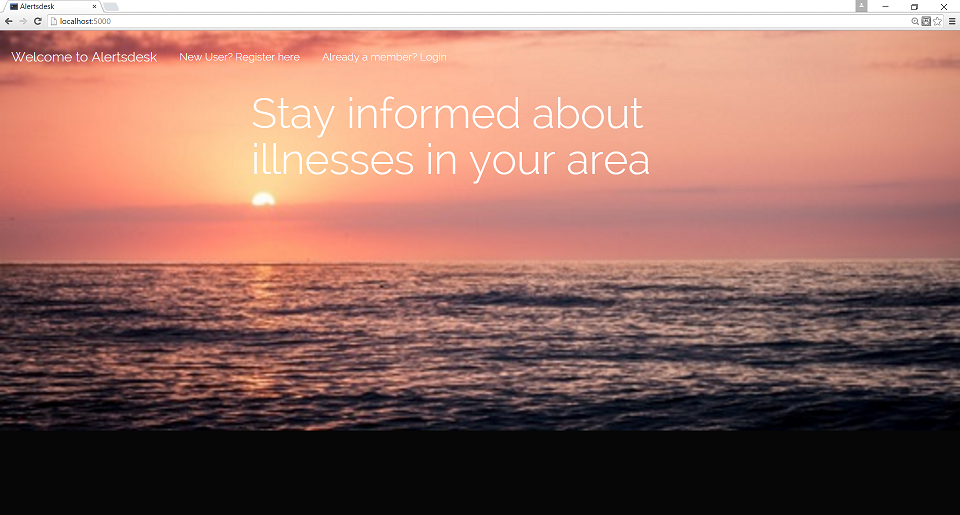 Alertsdesk
localhost:5000
Welcome to Alertsdesk New User? Register here Already a member? Login
Stay informed about
illnesses in your area